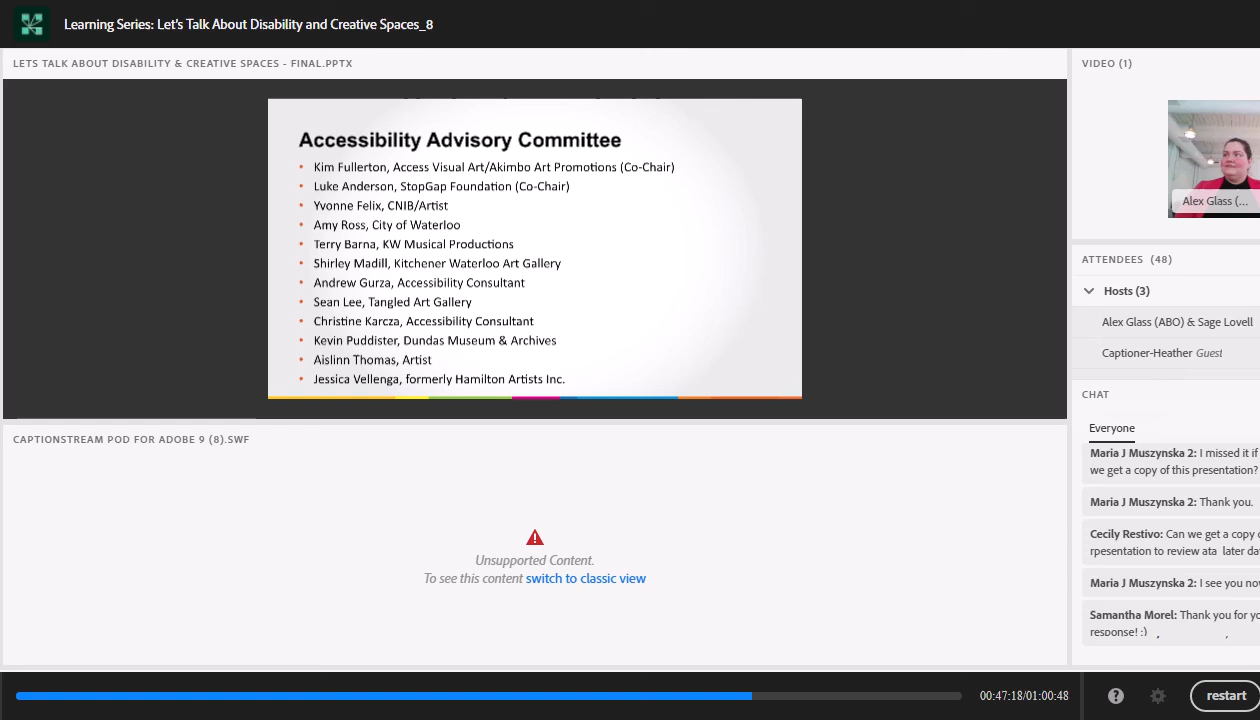 Learning Series: Let's Talk About Disability and Creative Spaces_8
LETS TALK ABOUT DISABILITY & CREATIVE SPACES - FINAL.PPTX
Accessibility Advisory Committee
• Kim Fullerton, Access Visual Art/Akimbo Art Promotions (Co-Chair)
• Luke Anderson, StopGap Foundation (Co-Chair)
• Yvonne Felix, CNIB/Artist
• Amy Ross, City of Waterloo
• Terry Barna, KW Musical Productions
• Shirley Madill, Kitchener Waterloo Art Gallery
• Andrew Gurza, Accessibility Consultant
• Sean Lee, Tangled Art Gallery
• Christine Karcza, Accessibility Consultant
• Kevin Puddister, Dundas Museum & Archives
• Aislinn Thomas, Artist
• Jessica Vellenga, formerly Hamilton Artists Inc.
CAPTIONSTREAM POD FOR ADOBE 9 (8).SWF
Unsupported Content.
To see this content switch to classic view
VIDEO (1)
Alex Glass (...
ATTENDEES (48)
Hosts (3)
Alex Glass (ABO) & Sage Lovell
Captioner-Heather Guest
CHAT
Everyone
Maria J Muszynska 2: I missed it if
we get a copy of this presentation?
Maria J Muszynska 2: Thank you.
Cecily Restivo: Can we get a copy
rpesentation to review ata later
Maria J Muszynska 2: I see you
Samantha Morel: Thank you for
response! :)
00:47:18/01:00:48
restart